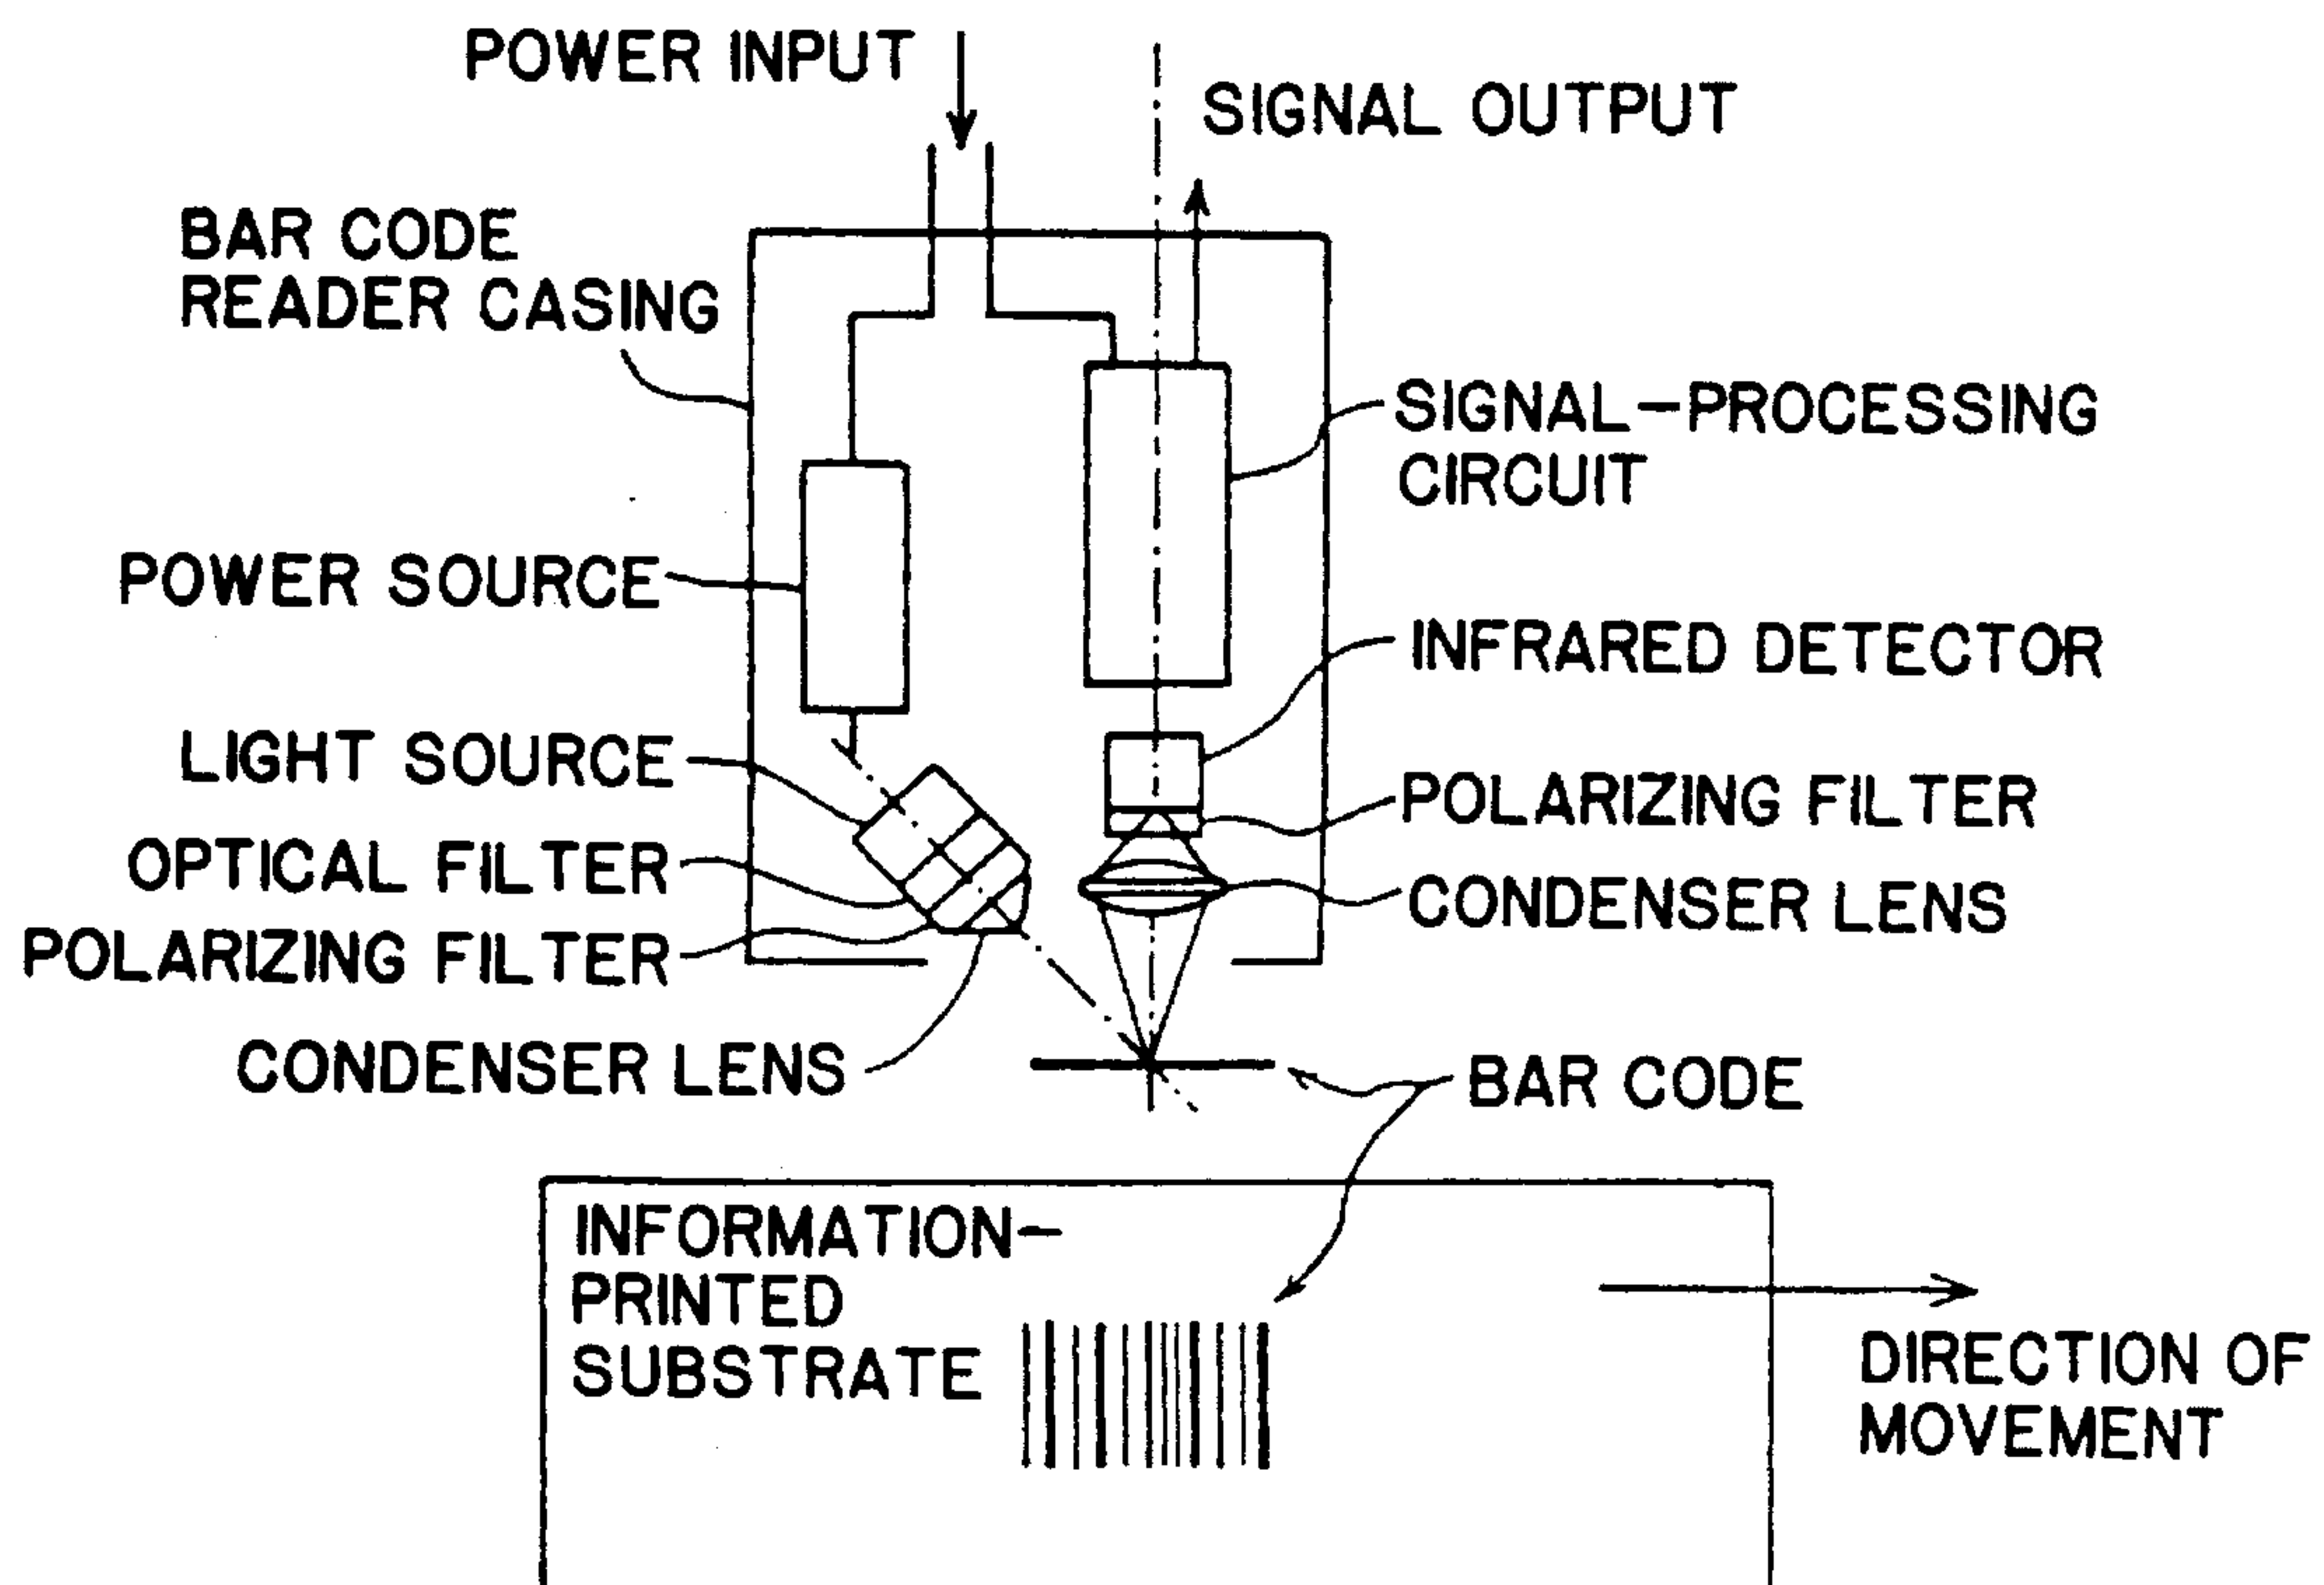 POWER INPUT
SIGNAL OUTPUT
BAR CODE
READER CASING
SIGNAL-PROCESSING
CIRCUIT
POWER SOURCE
INFRARED DETECTOR
LIGHT SOURCE
POLARIZING FILTER
OPTICAL FILTER
CONDENSER LENS
POLARIZING FILTER
CONDENSER LENS
BAR CODE
INFORMATION-
PRINTED
SUBSTRATE
DIRECTION OF
MOVEMENT